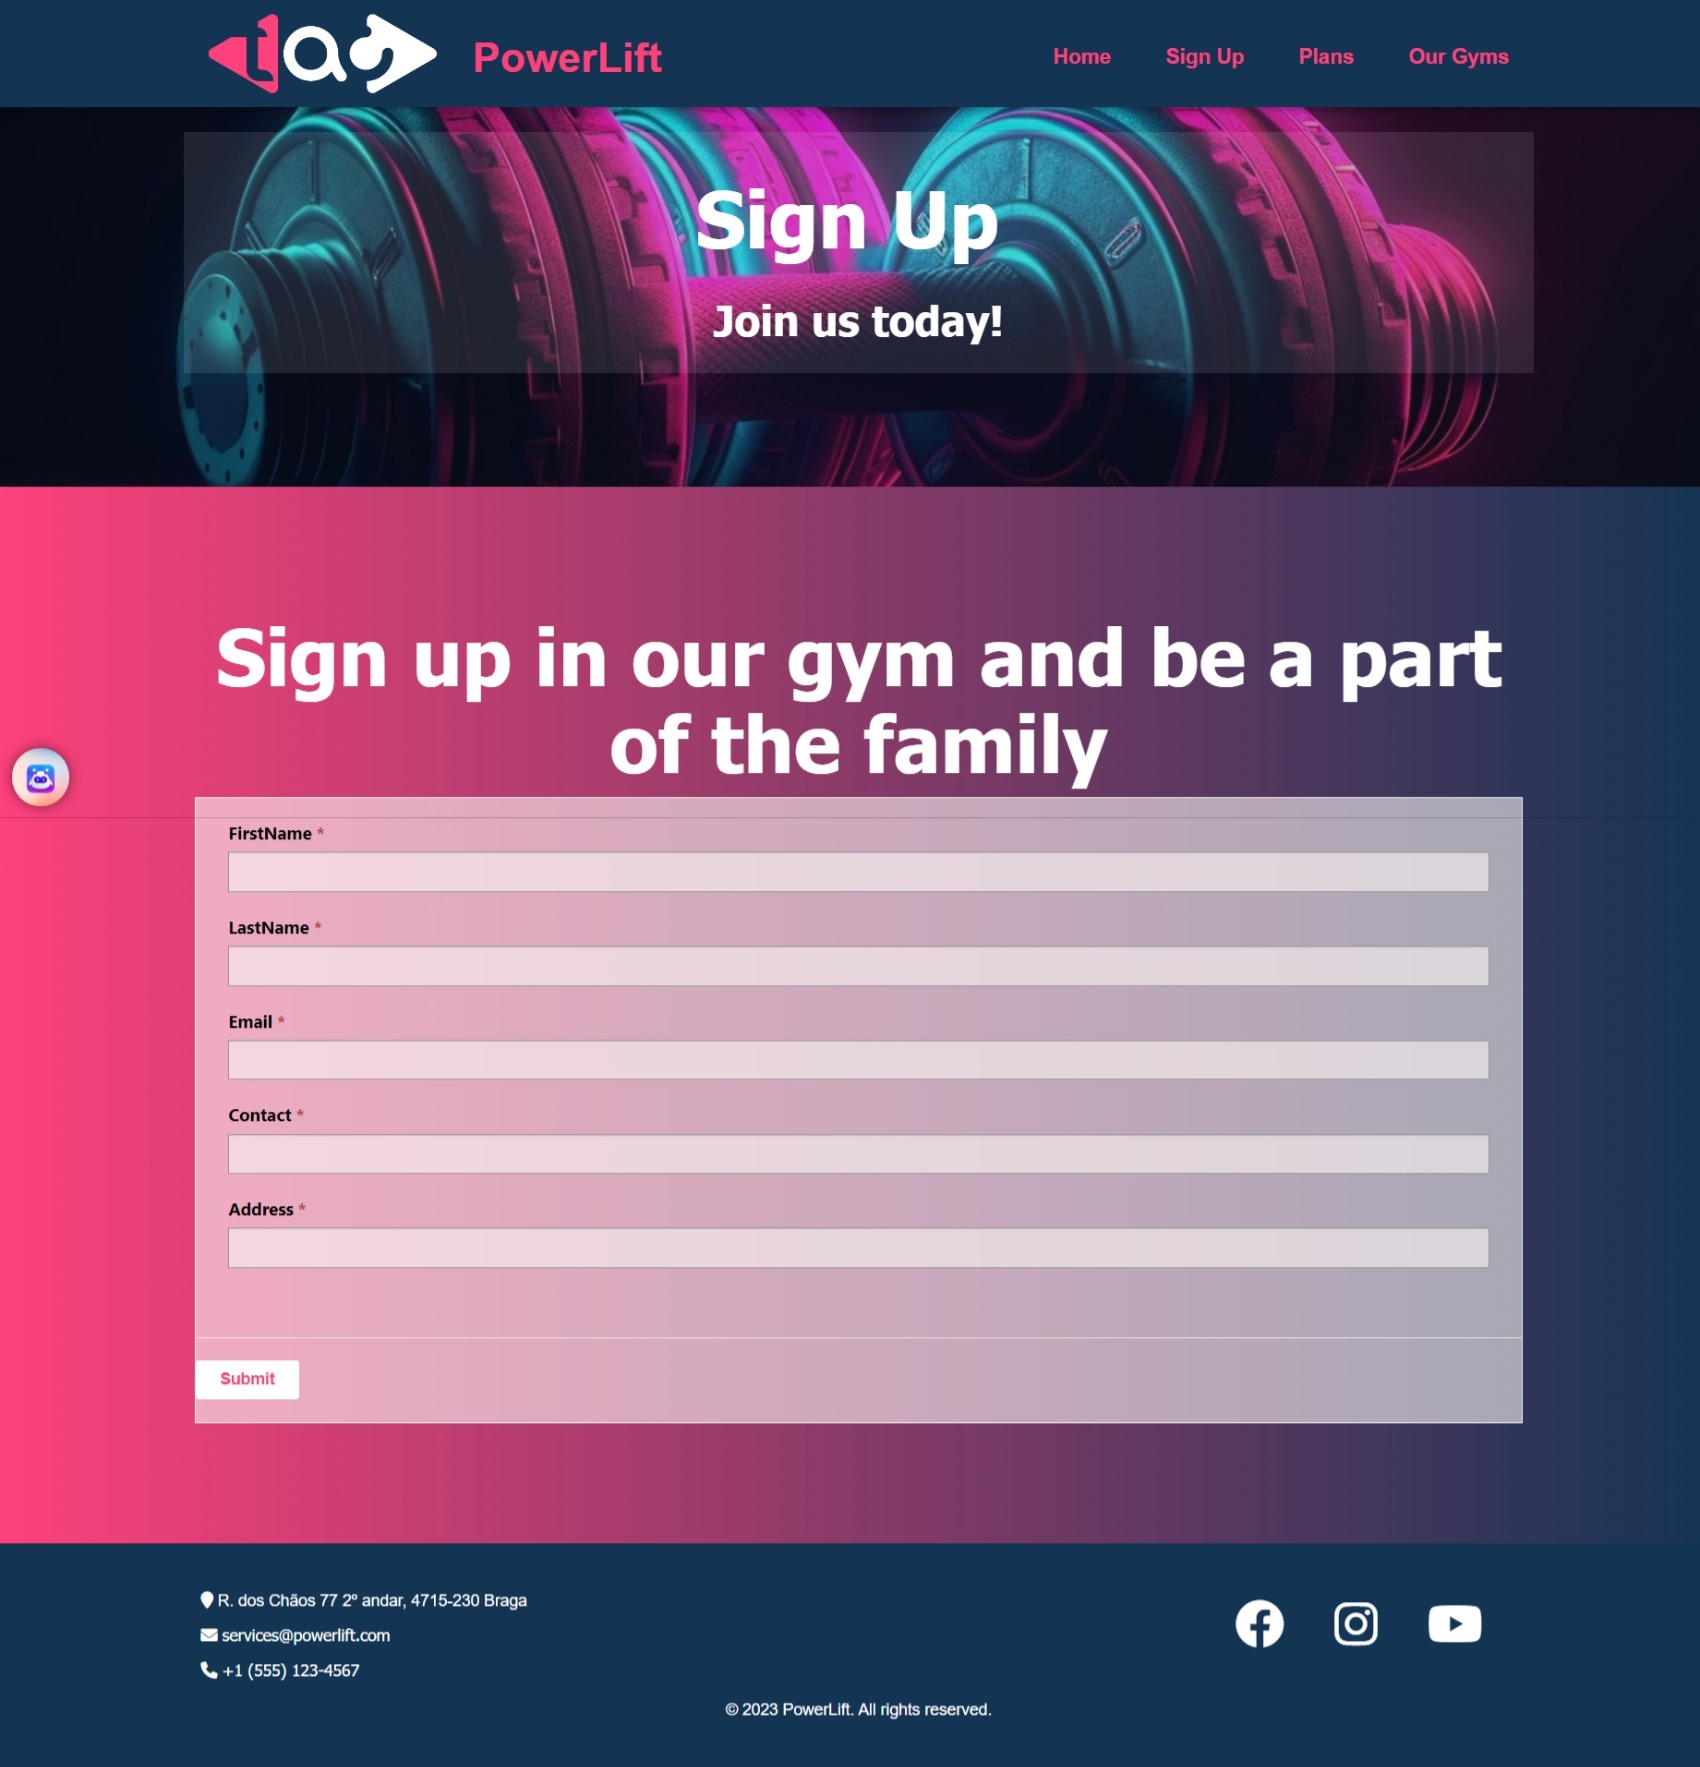 tas PowerLift Home Sign Up Plans Our Gyms
Sign Up
Join us today!
Sign up in our gym and be a part
of the family
FirstName *
LastName *
Email *
Contact *
Address *
Submit
R. dos Chãos 77 2º andar, 4715-230 Braga
services@powerlift.com
+1 (555) 123-4567
© 2023 PowerLift. All rights reserved.